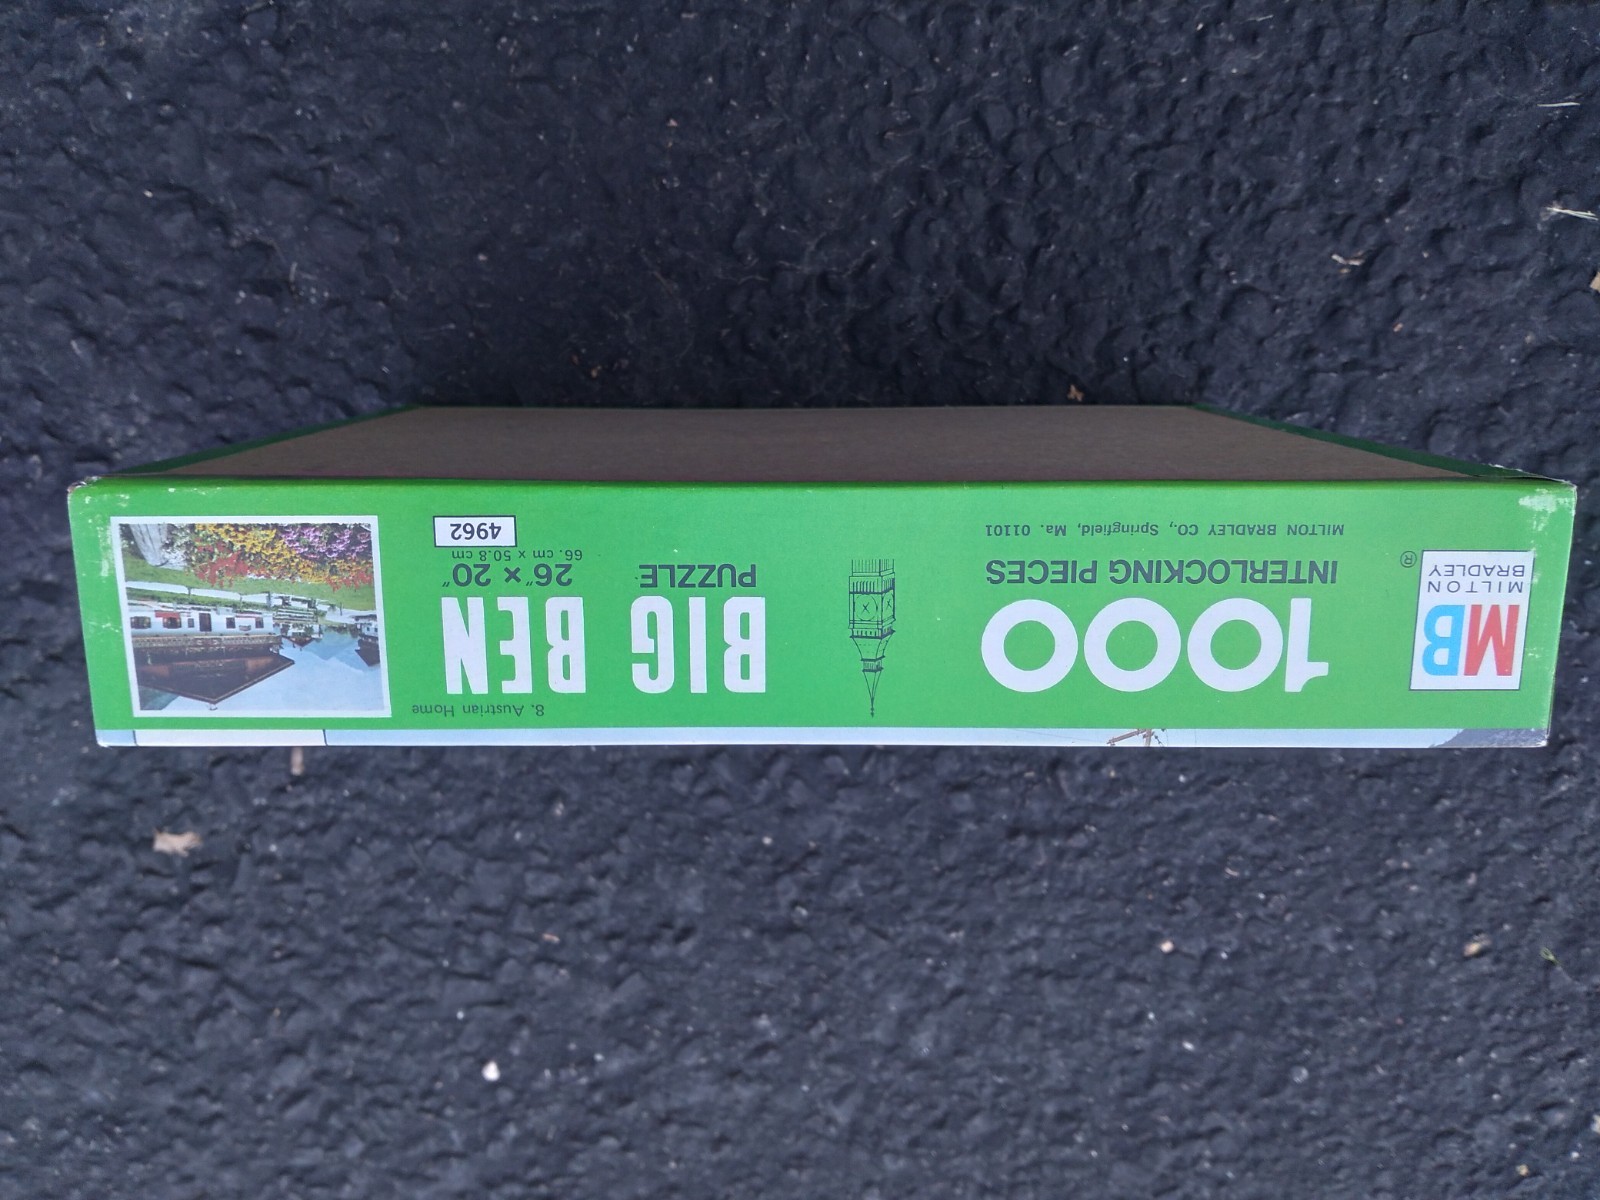 MB
MILTON
BRADLEY
®
1000
INTERLOCKING PIECES
MILTON BRADLEY CO., Springfield, Ma. 01101
BIG BEN
PUZZLE
8. Austrian Home
26" × 20"
66. cm x 50.8 cm
4962